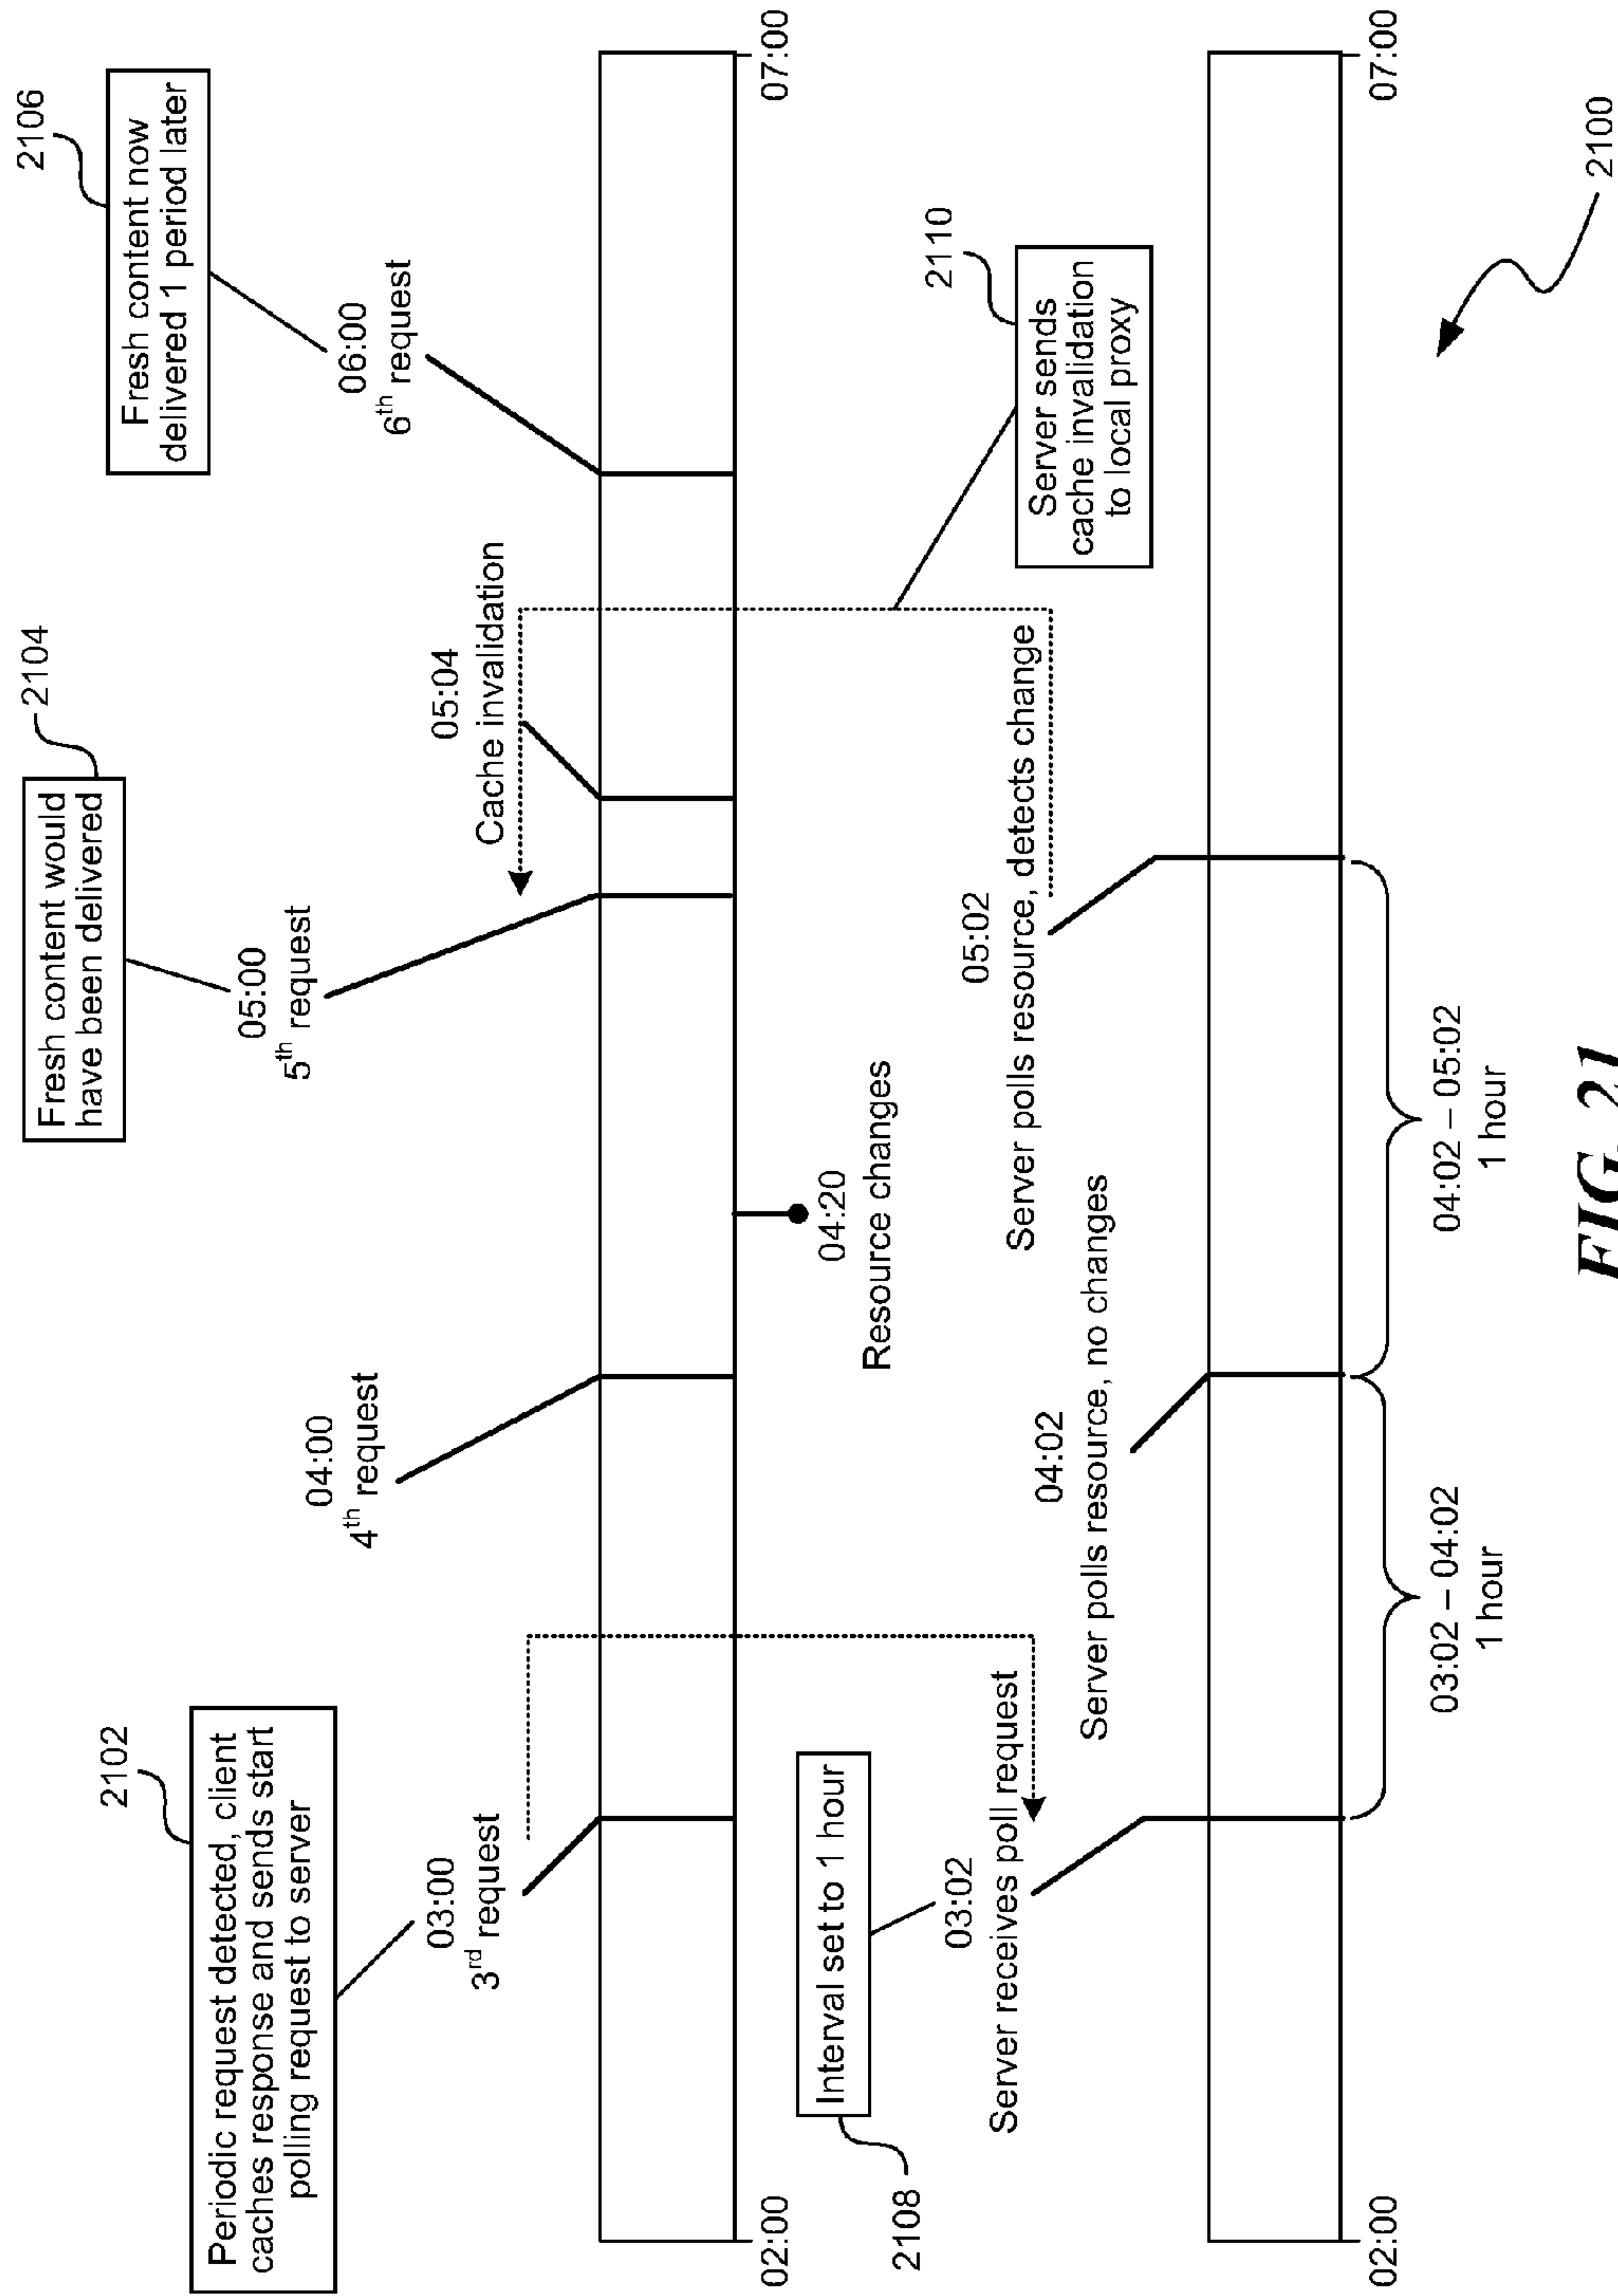 2102
Periodic request detected, client
caches response and sends start
polling request to server
03:00
3rd request
04:00
4th request
2104
Fresh content would
have been delivered
05:00
5th request
05:04
Cache invalidation
2106
Fresh content now
delivered 1 period later
06:00
6th request
02:00
07:00
04:20
Resource changes
2108
Interval set to 1 hour
03:02
Server receives poll request
04:02
Server polls resource, no changes
05:02
Server polls resource, detects change
2110
Server sends
cache invalidation
to local proxy
02:00
07:00
03:02 – 04:02
1 hour
04:02 – 05:02
1 hour
2100
FIG. 21